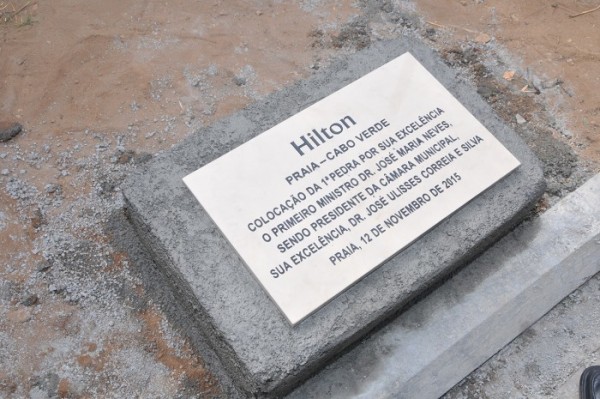 Hilton
PRAIA – CABO VERDE
COLOCAÇÃO DA 1ª PEDRA POR SUA EXCELÊNCIA
O PRIMEIRO MINISTRO DR. JOSÉ MARIA NEVES,
SENDO PRESIDENTE DA CÂMARA MUNICIPAL,
SUA EXCELÊNCIA, DR. JOSÉ ULISSES CORREIA E SILVA
PRAIA, 12 DE NOVEMBRO DE 2015